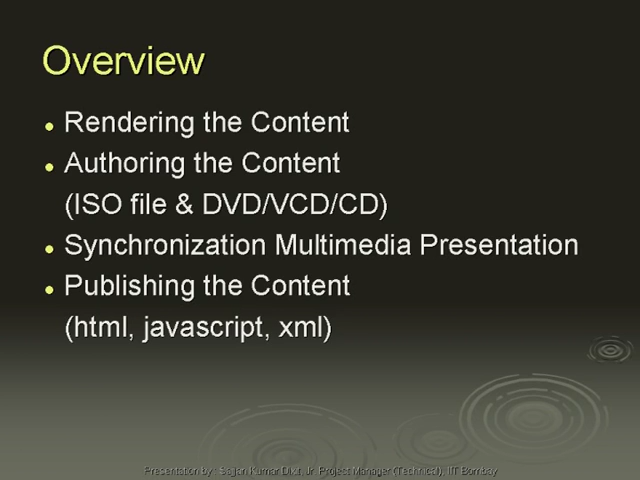 Overview
Rendering the Content
Authoring the Content
(ISO file & DVD/VCD/CD)
Synchronization Multimedia Presentation
Publishing the Content
(html, javascript, xml)
Presentation by : Sajan Kumar Dixit, Jr. Project Manager (Technical), IIT Bombay